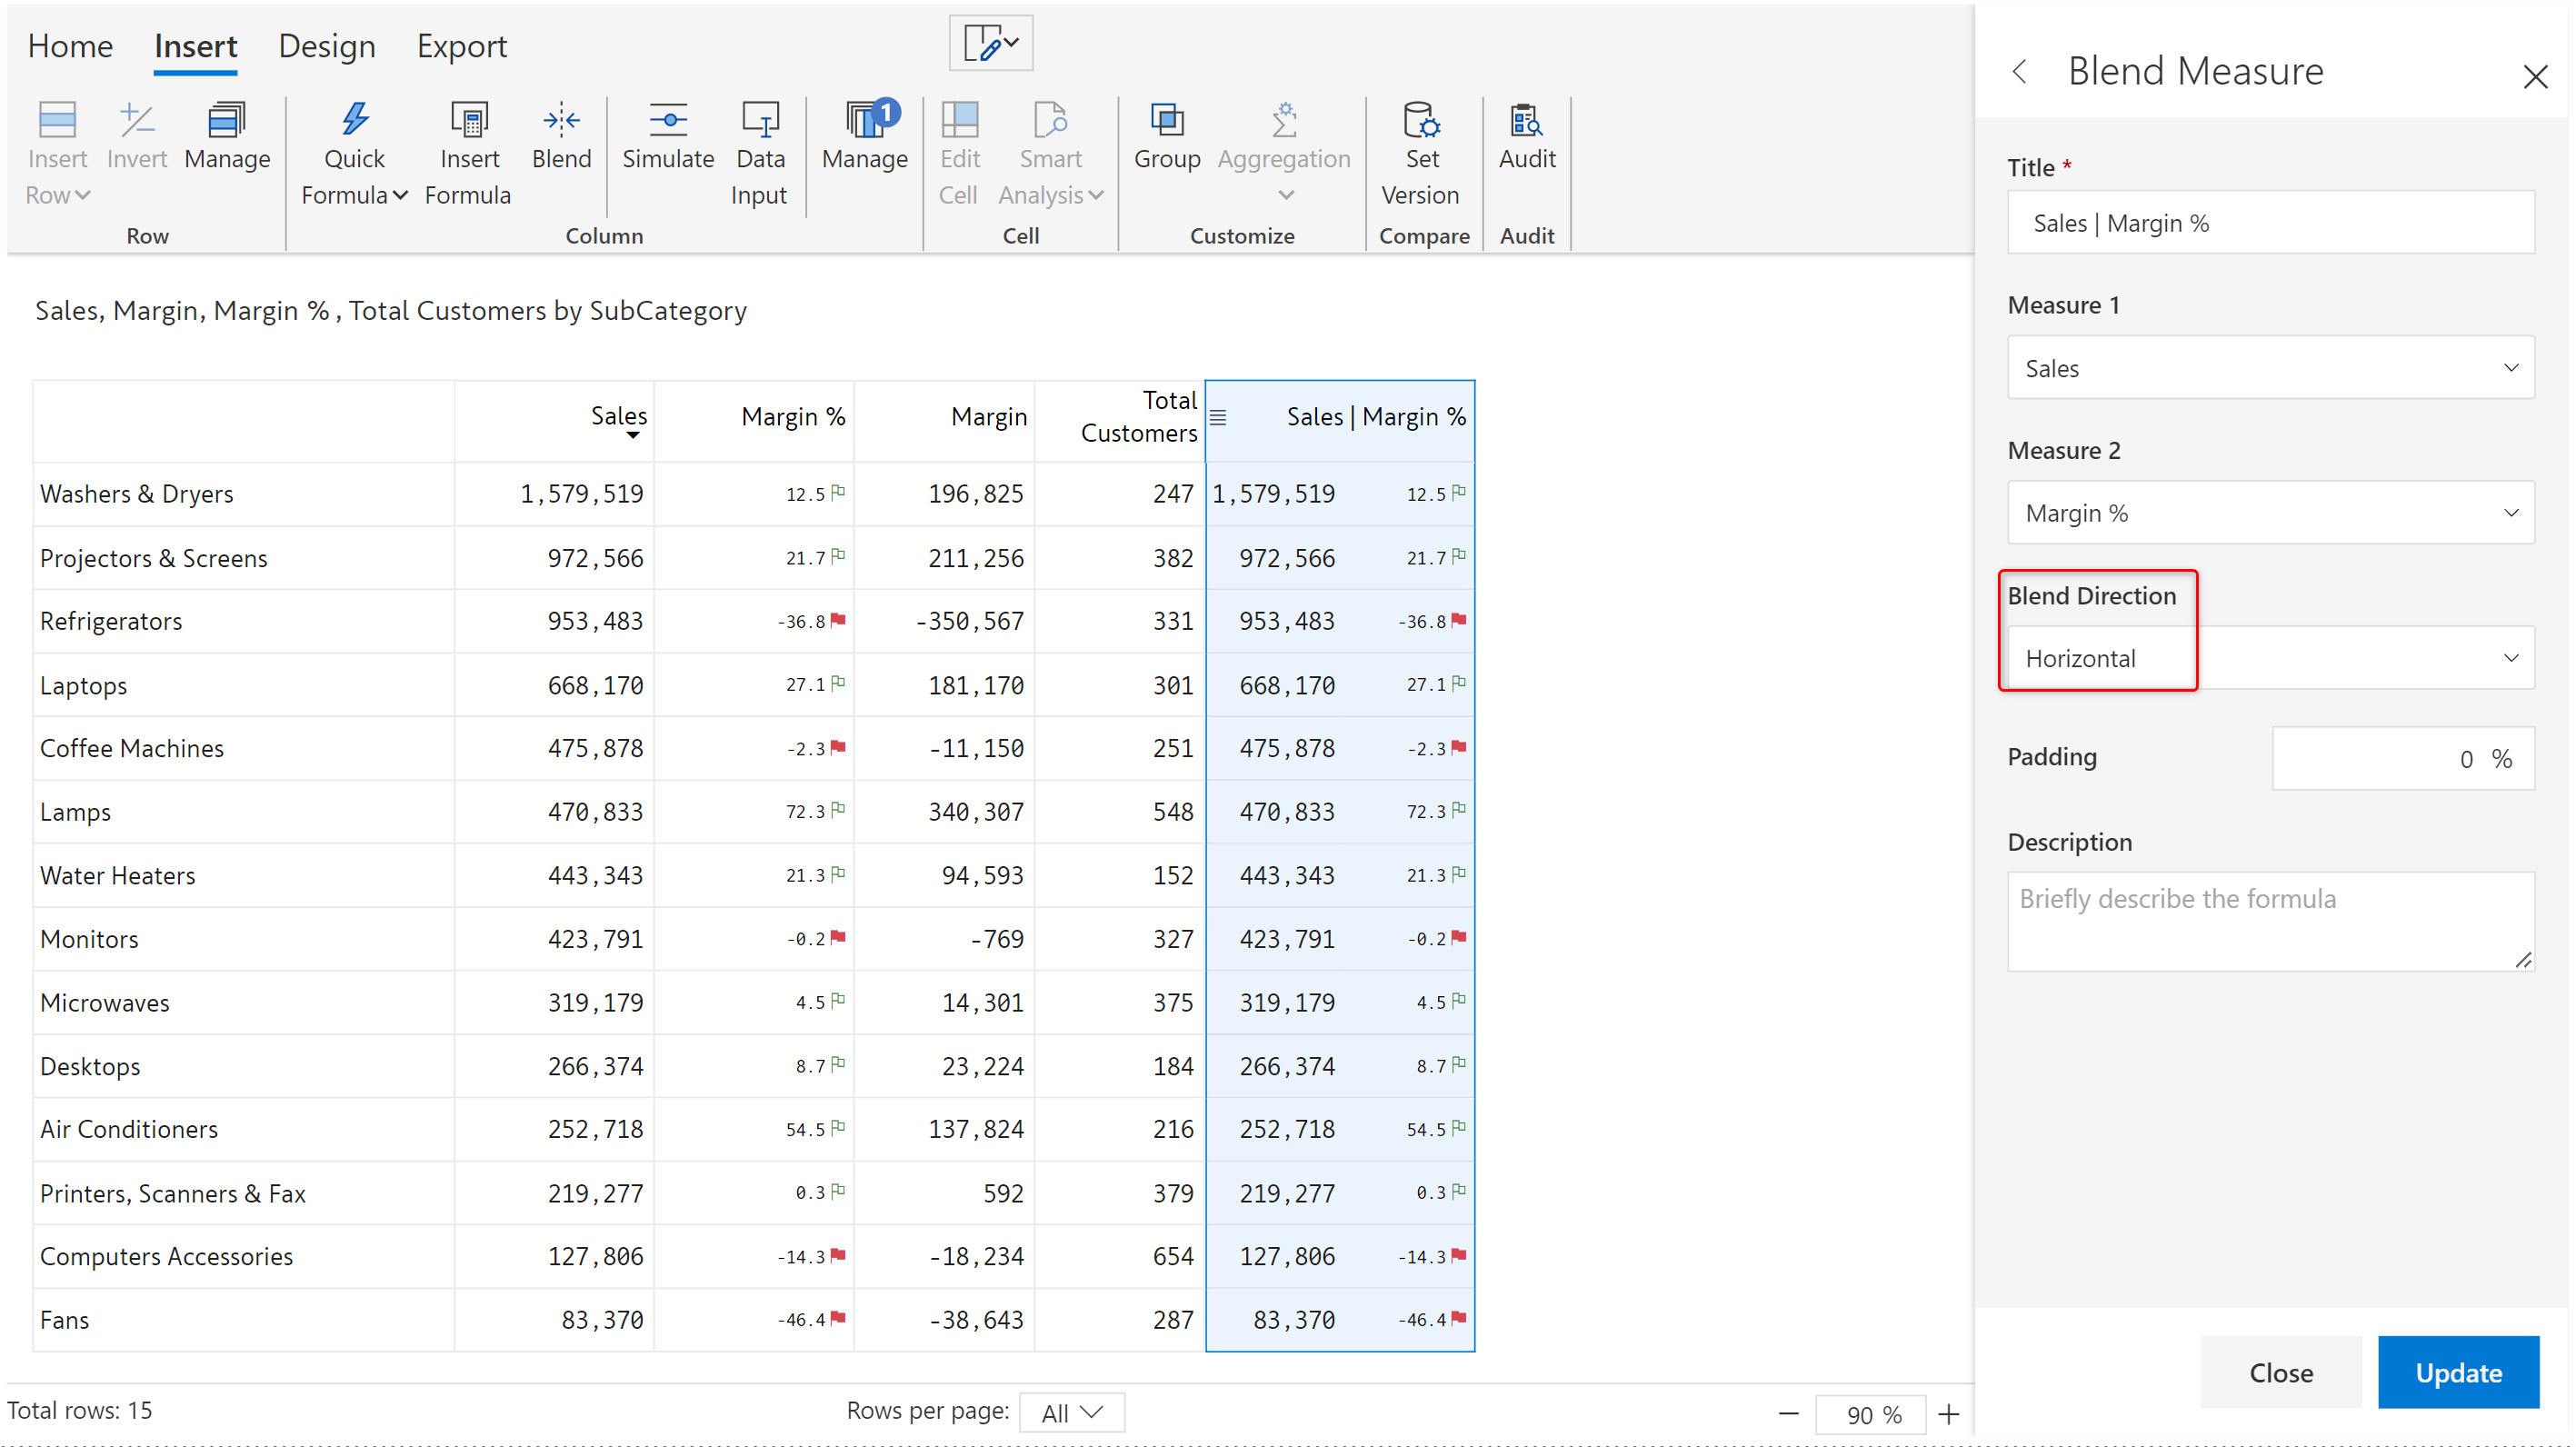 Home Insert Design Export
Insert Row Invert Manage Quick Formula Insert Formula Blend Simulate Data Input Manage 1 Edit Cell Smart Analysis Group Aggregation Set Version Audit
Row Column Cell Customize Compare Audit
Sales, Margin, Margin % , Total Customers by SubCategory
Sales Margin % Margin Total Customers Sales | Margin %
Washers & Dryers 1,579,519 12.5 196,825 247 1,579,519 12.5
Projectors & Screens 972,566 21.7 211,256 382 972,566 21.7
Refrigerators 953,483 -36.8 -350,567 331 953,483 -36.8
Laptops 668,170 27.1 181,170 301 668,170 27.1
Coffee Machines 475,878 -2.3 -11,150 251 475,878 -2.3
Lamps 470,833 72.3 340,307 548 470,833 72.3
Water Heaters 443,343 21.3 94,593 152 443,343 21.3
Monitors 423,791 -0.2 -769 327 423,791 -0.2
Microwaves 319,179 4.5 14,301 375 319,179 4.5
Desktops 266,374 8.7 23,224 184 266,374 8.7
Air Conditioners 252,718 54.5 137,824 216 252,718 54.5
Printers, Scanners & Fax 219,277 0.3 592 379 219,277 0.3
Computers Accessories 127,806 -14.3 -18,234 654 127,806 -14.3
Fans 83,370 -46.4 -38,643 287 83,370 -46.4
Total rows: 15 Rows per page: All 90 %
Blend Measure
Title *
Sales | Margin %
Measure 1
Sales
Measure 2
Margin %
Blend Direction
Horizontal
Padding 0 %
Description
Briefly describe the formula
Close Update